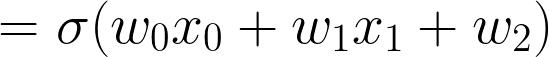 = σ(w₀x₀ + w₁x₁ + w₂)